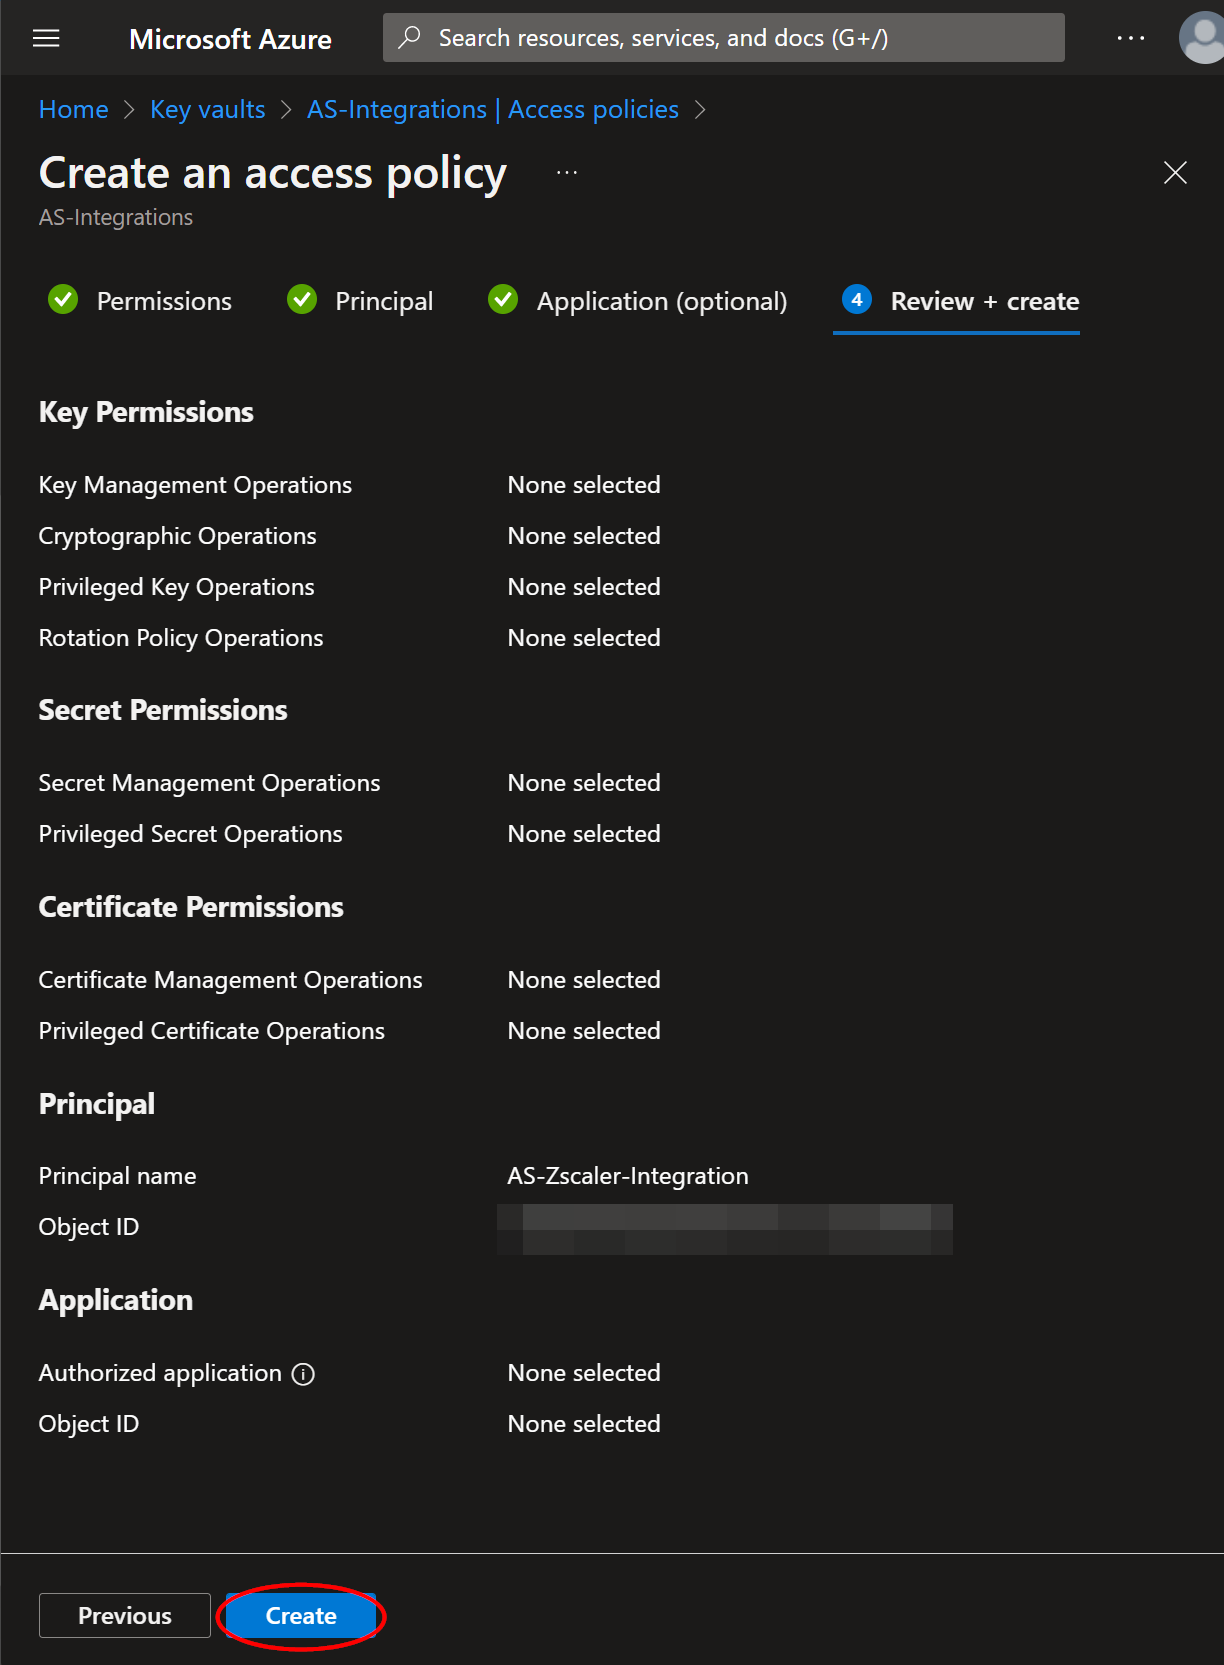 Microsoft Azure
Search resources, services, and docs (G+/)
Home > Key vaults > AS-Integrations | Access policies >
Create an access policy ...
AS-Integrations
Permissions
Principal
Application (optional)
4 Review + create
Key Permissions
Key Management Operations None selected
Cryptographic Operations None selected
Privileged Key Operations None selected
Rotation Policy Operations None selected
Secret Permissions
Secret Management Operations None selected
Privileged Secret Operations None selected
Certificate Permissions
Certificate Management Operations None selected
Privileged Certificate Operations None selected
Principal
Principal name AS-Zscaler-Integration
Object ID
Application
Authorized application None selected
Object ID None selected
Previous Create